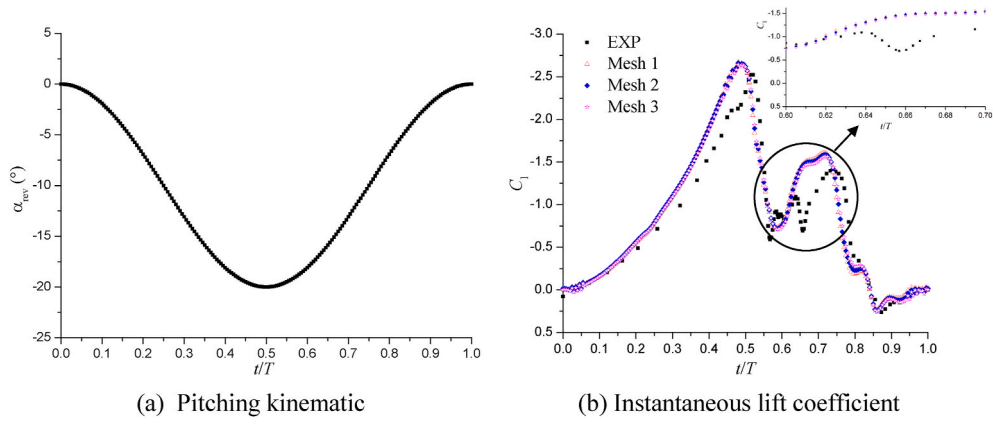 0
-5
-10
-15
-20
-25
α_rev (°)
0.0 0.1 0.2 0.3 0.4 0.5 0.6 0.7 0.8 0.9 1.0
t/T
(a) Pitching kinematic
-3.0
-2.5
-2.0
-1.5
-1.0
-0.5
0.0
0.5
C_l
EXP
Mesh 1
Mesh 2
Mesh 3
0.0 0.1 0.2 0.3 0.4 0.5 0.6 0.7 0.8 0.9 1.0
t/T
-1.5
-1.0
-0.5
0.0
0.5
C_l
0.60 0.62 0.64 0.66 0.68 0.70
t/T
(b) Instantaneous lift coefficient